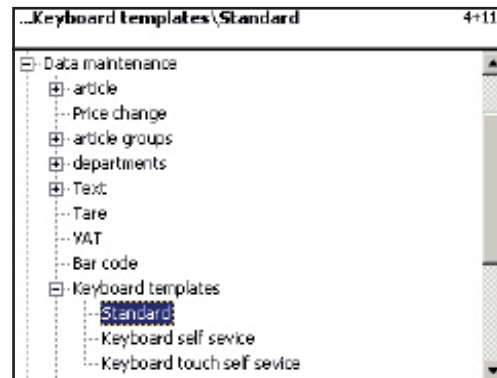 ...Keyboard templates\Standard 4+11
Data maintenance
article
Price change
article groups
departments
Text
Tare
VAT
Bar code
Keyboard templates
Standard
Keyboard self sevice
Keyboard touch self sevice